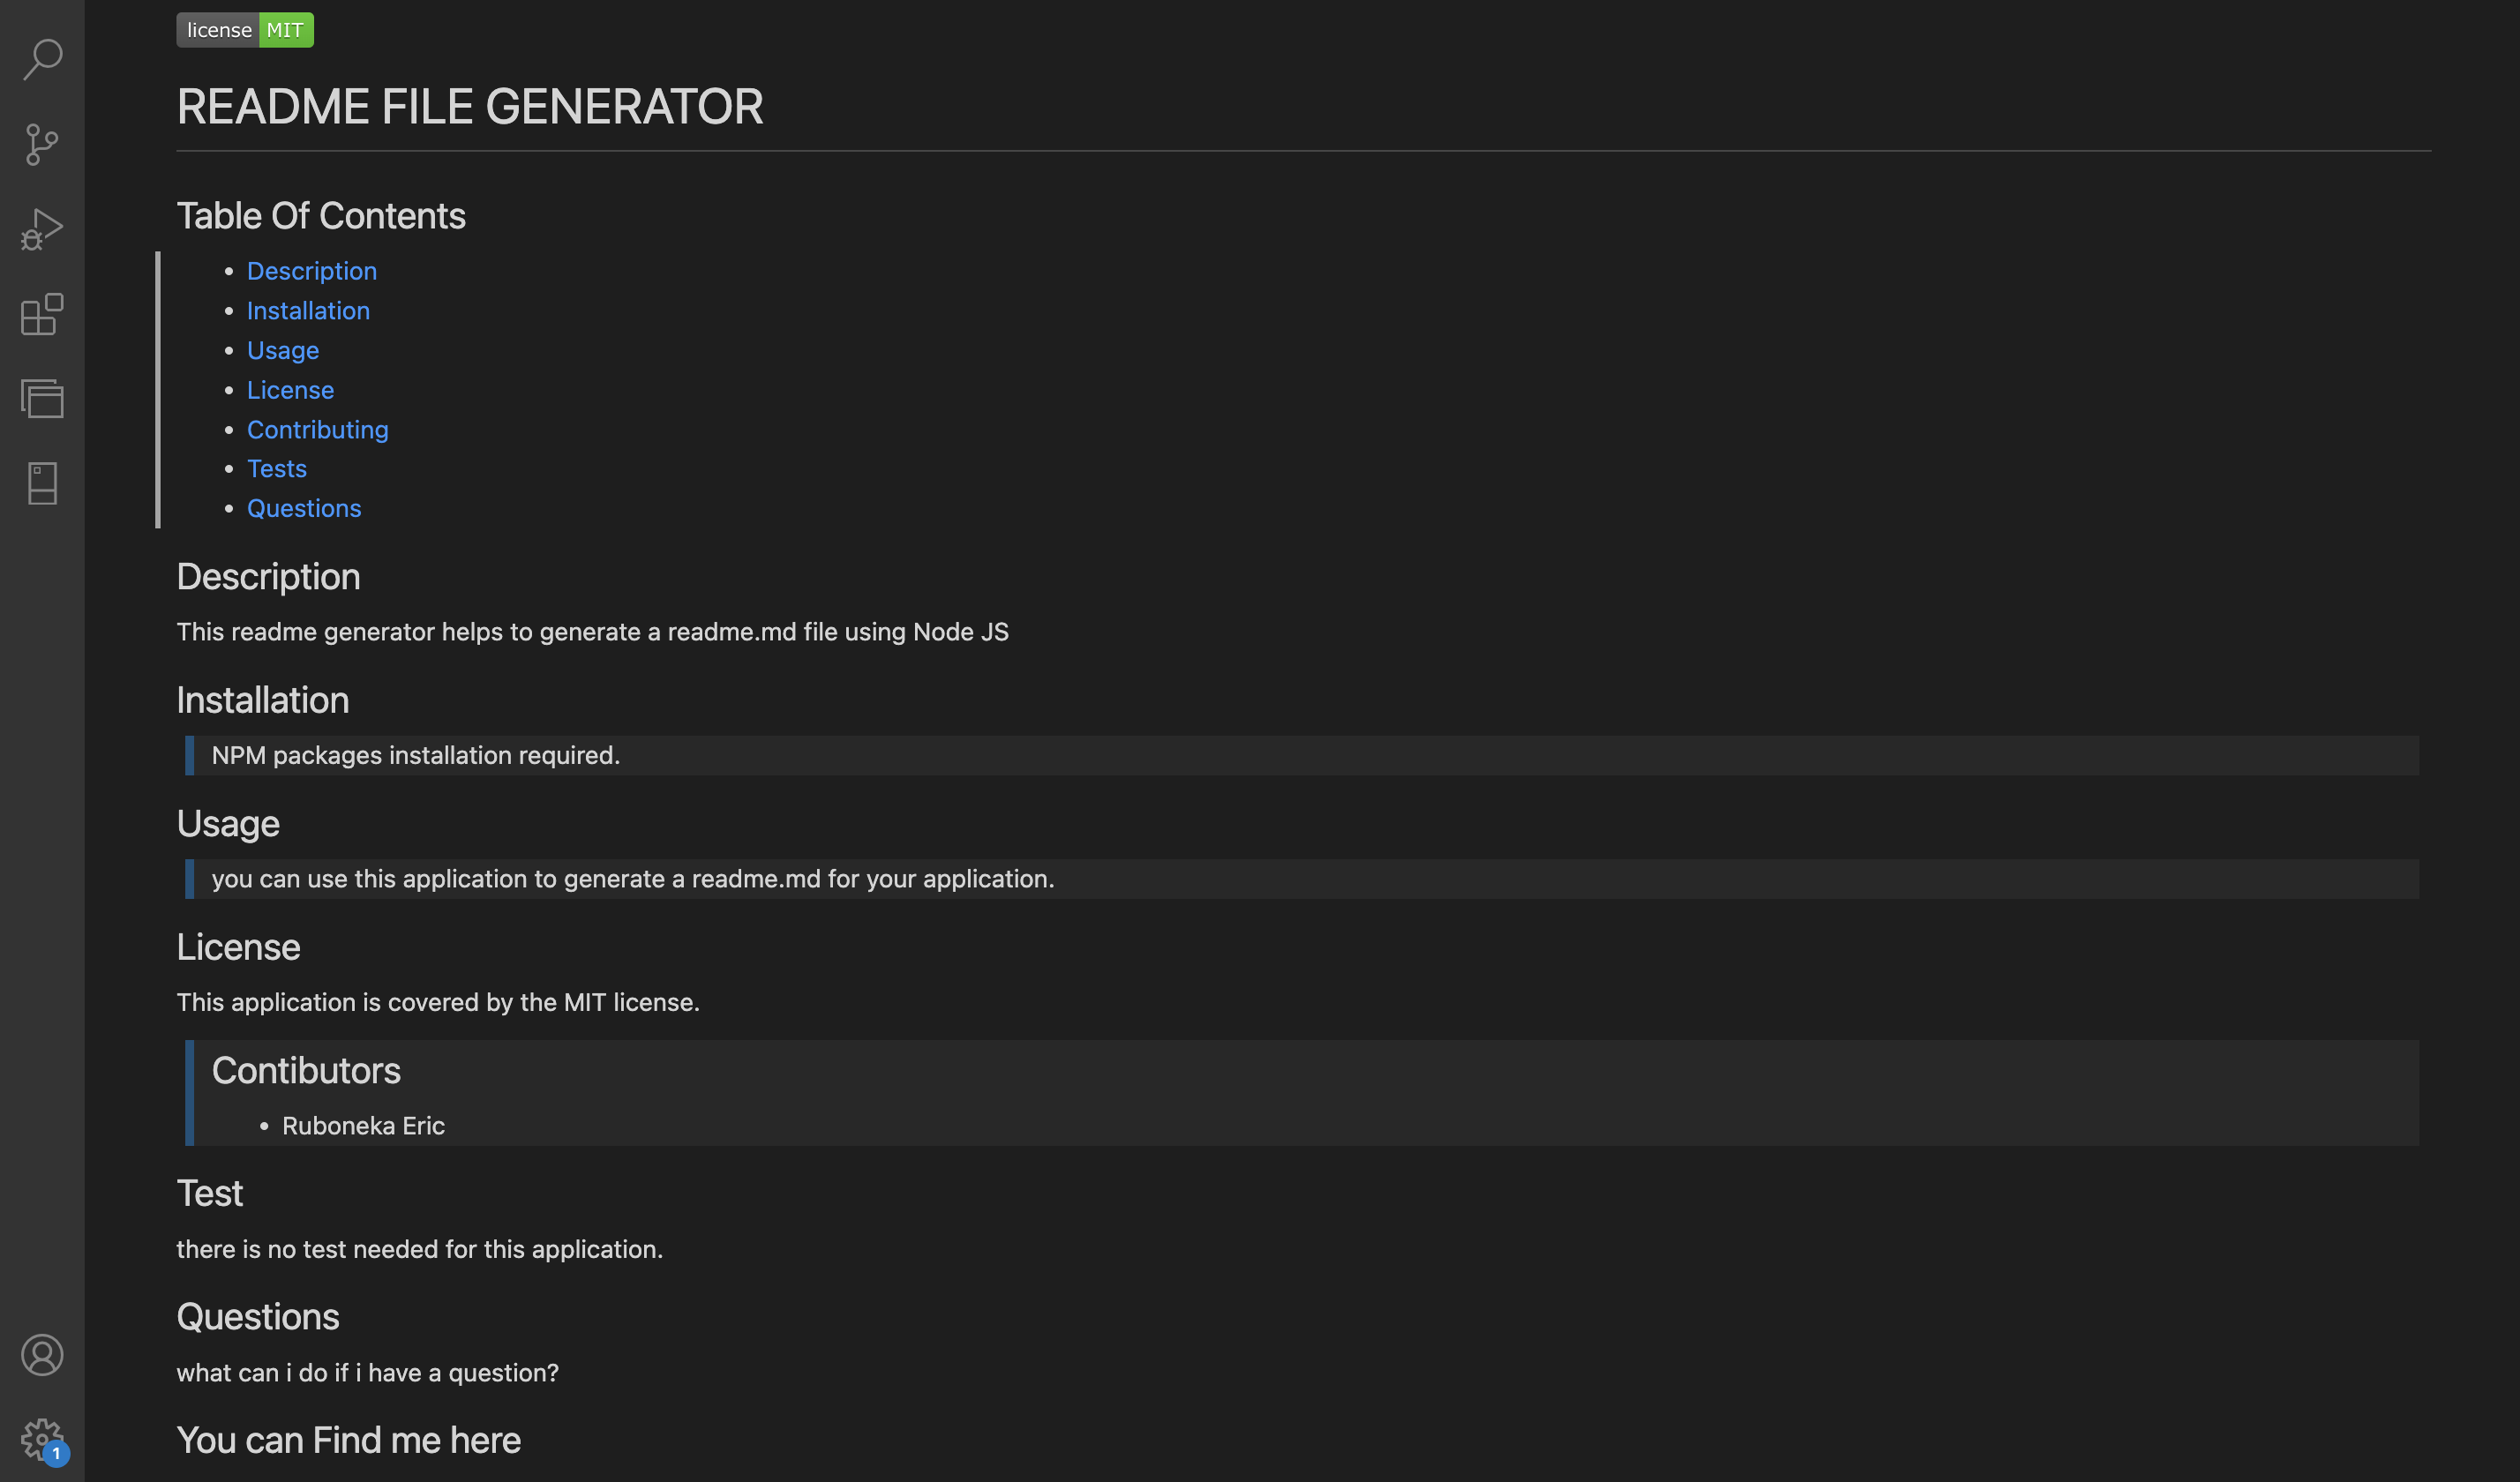 license MIT
README FILE GENERATOR
Table Of Contents
Description
Installation
Usage
License
Contributing
Tests
Questions
Description
This readme generator helps to generate a readme.md file using Node JS
Installation
NPM packages installation required.
Usage
you can use this application to generate a readme.md for your application.
License
This application is covered by the MIT license.
Contibutors
Ruboneka Eric
Test
there is no test needed for this application.
Questions
what can i do if i have a question?
You can Find me here
1